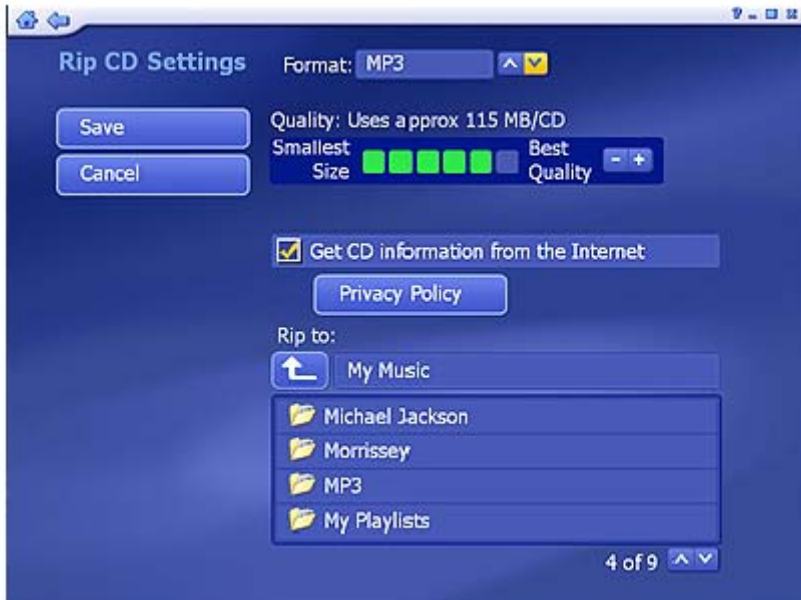 ?
Rip CD Settings
Format: MP3
Save
Cancel
Quality: Uses approx 115 MB/CD
Smallest Size
Best Quality
- +
Get CD information from the Internet
Privacy Policy
Rip to:
My Music
Michael Jackson
Morrissey
MP3
My Playlists
4 of 9